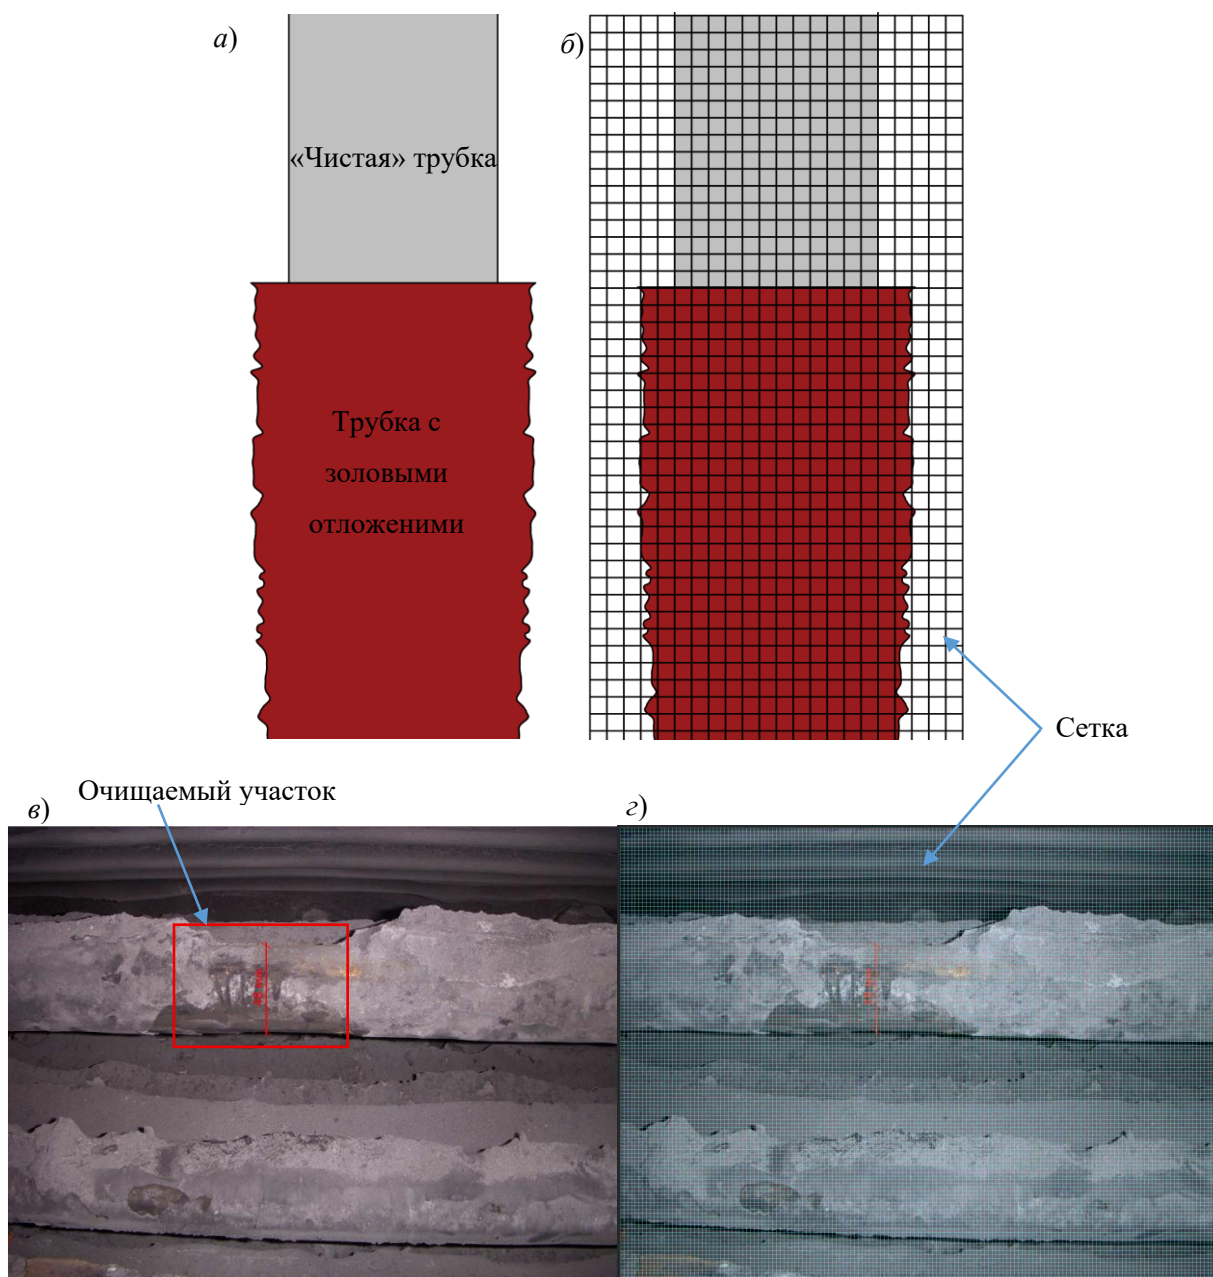 а)
б)
«Чистая» трубка
Трубка с
золовыми
отложеними
Сетка
Очищаемый участок
в)
г)